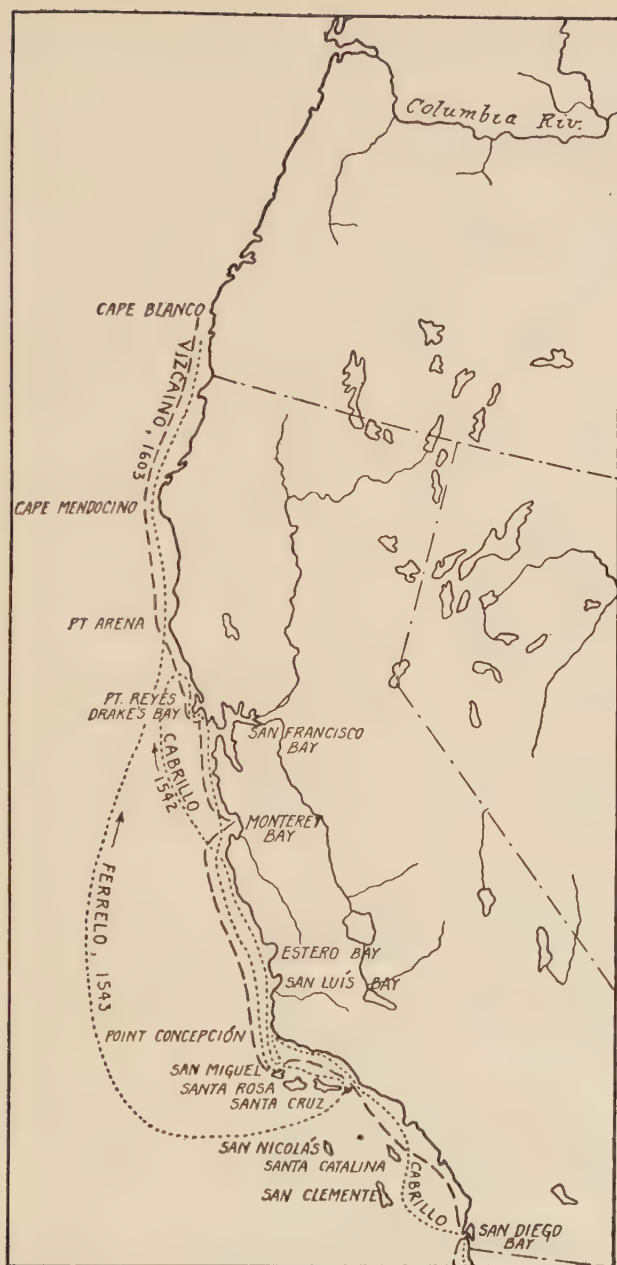 Columbia Riv.
CAPE BLANCO
VIZCAINO, 1603
CAPE MENDOCINO
PT ARENA
PT. REYES
DRAKE'S BAY
SAN FRANCISCO
BAY
CABRILLO
1542
MONTEREY
BAY
FERRELO, 1543
ESTERO BAY
SAN LUÍS BAY
POINT CONCEPCIÓN
SAN MIGUEL
SANTA ROSA
SANTA CRUZ
SAN NICOLÁS
SANTA CATALINA
SAN CLEMENTE
CABRILLO
SAN DIEGO
BAY